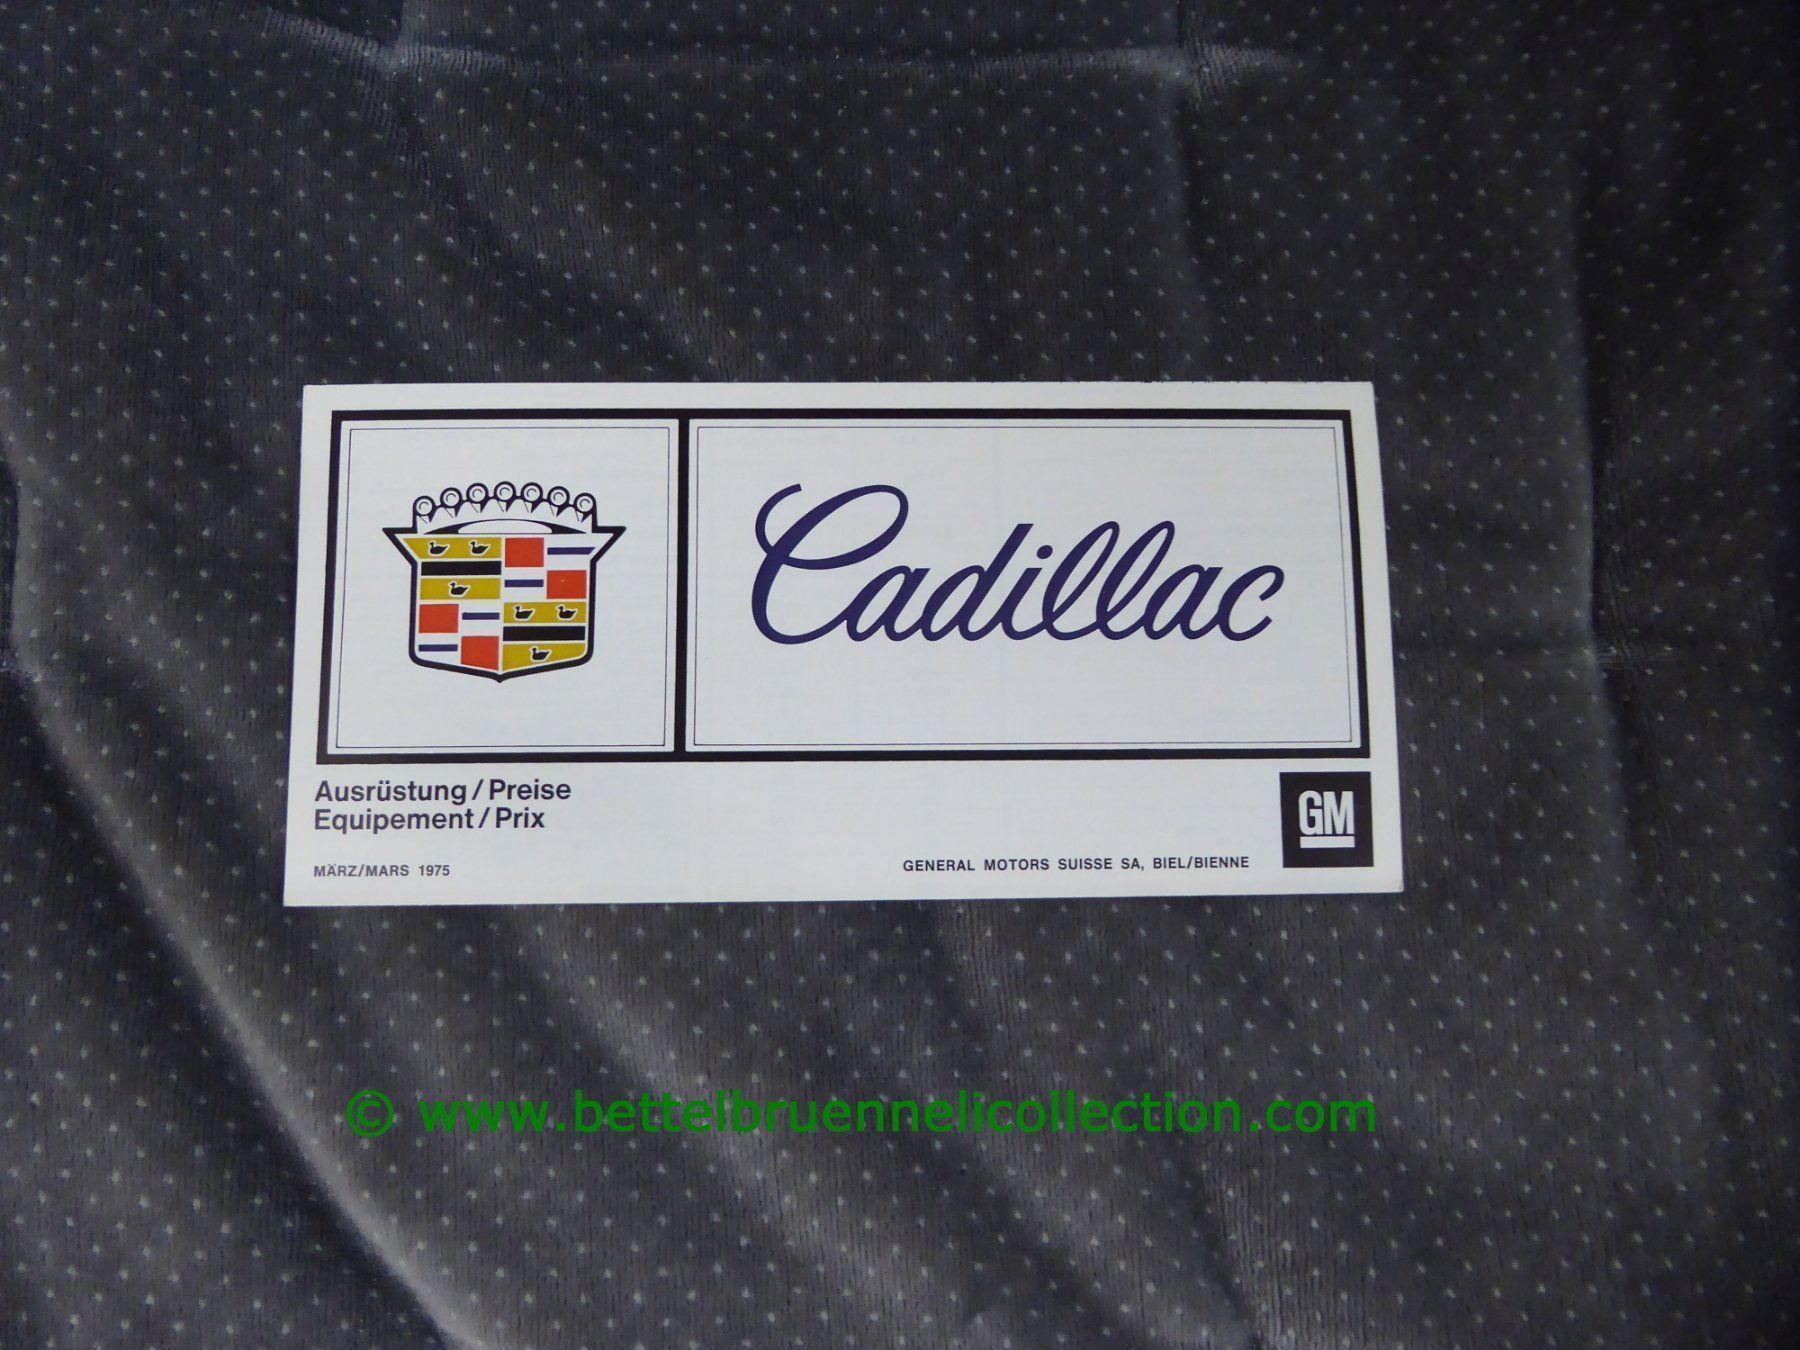 Cadillac
Ausrüstung / Preise
Equipement / Prix
MÄRZ/MARS 1975
GENERAL MOTORS SUISSE SA, BIEL/BIENNE
GM
© www.bettelbruennelicollection.com